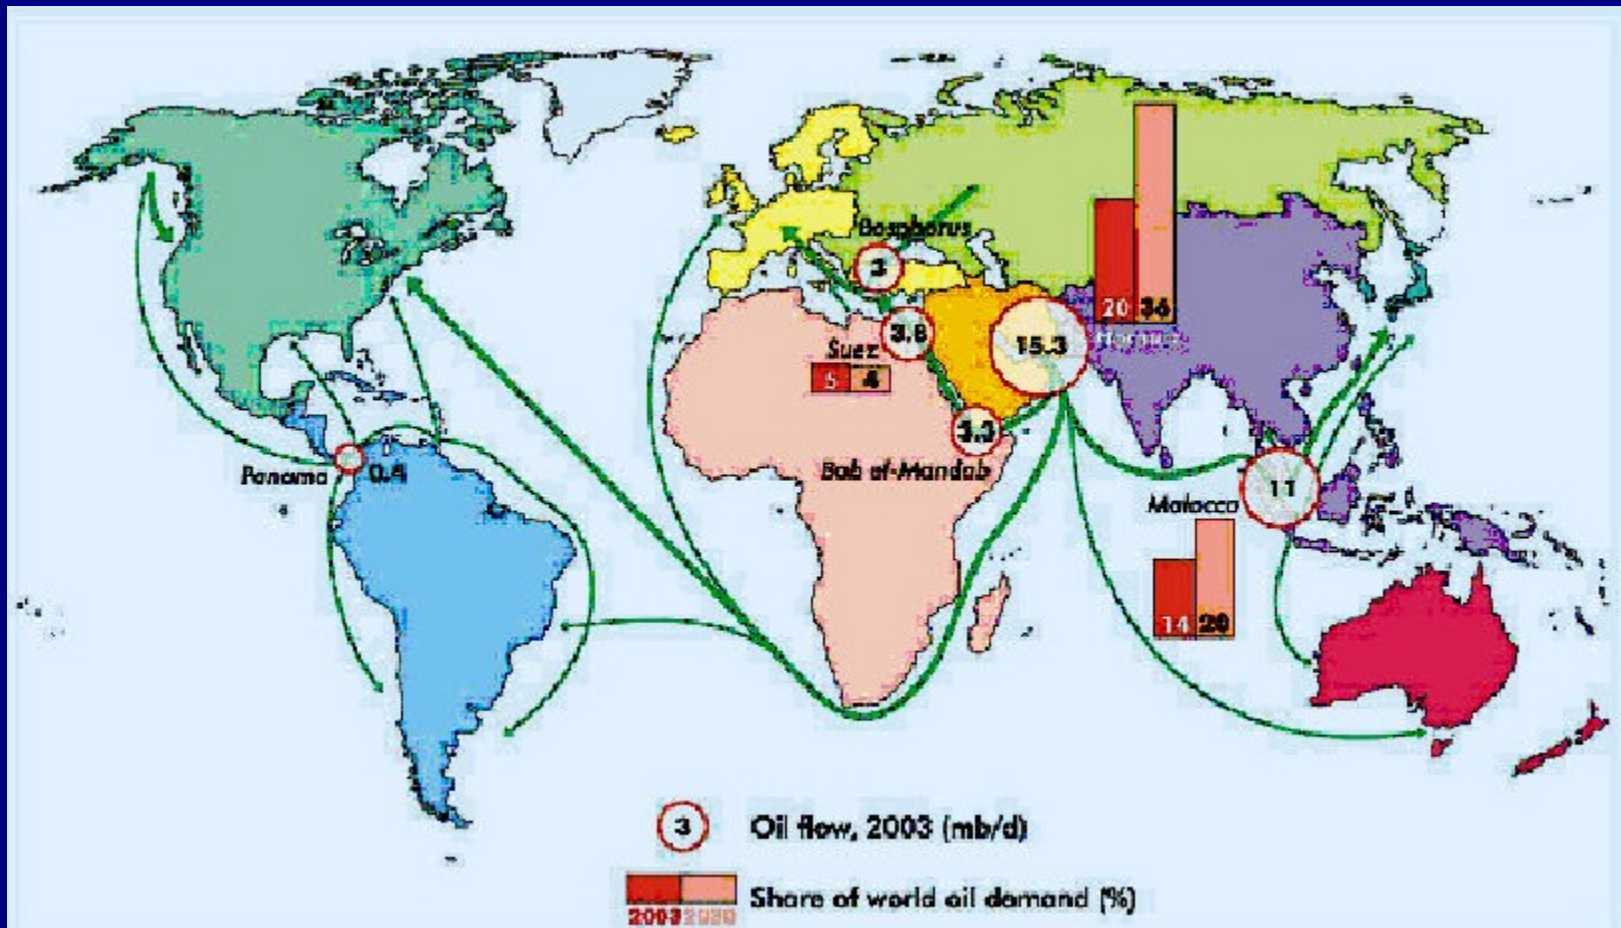 Bosphorus
3
3.8
Suez
5 4
15.3
20 36
3.3
Bab el-Mandab
Panama 0.4
11
Malacca
14 20
3 Oil flow, 2003 (mb/d)
Share of world oil demand (%)
2003